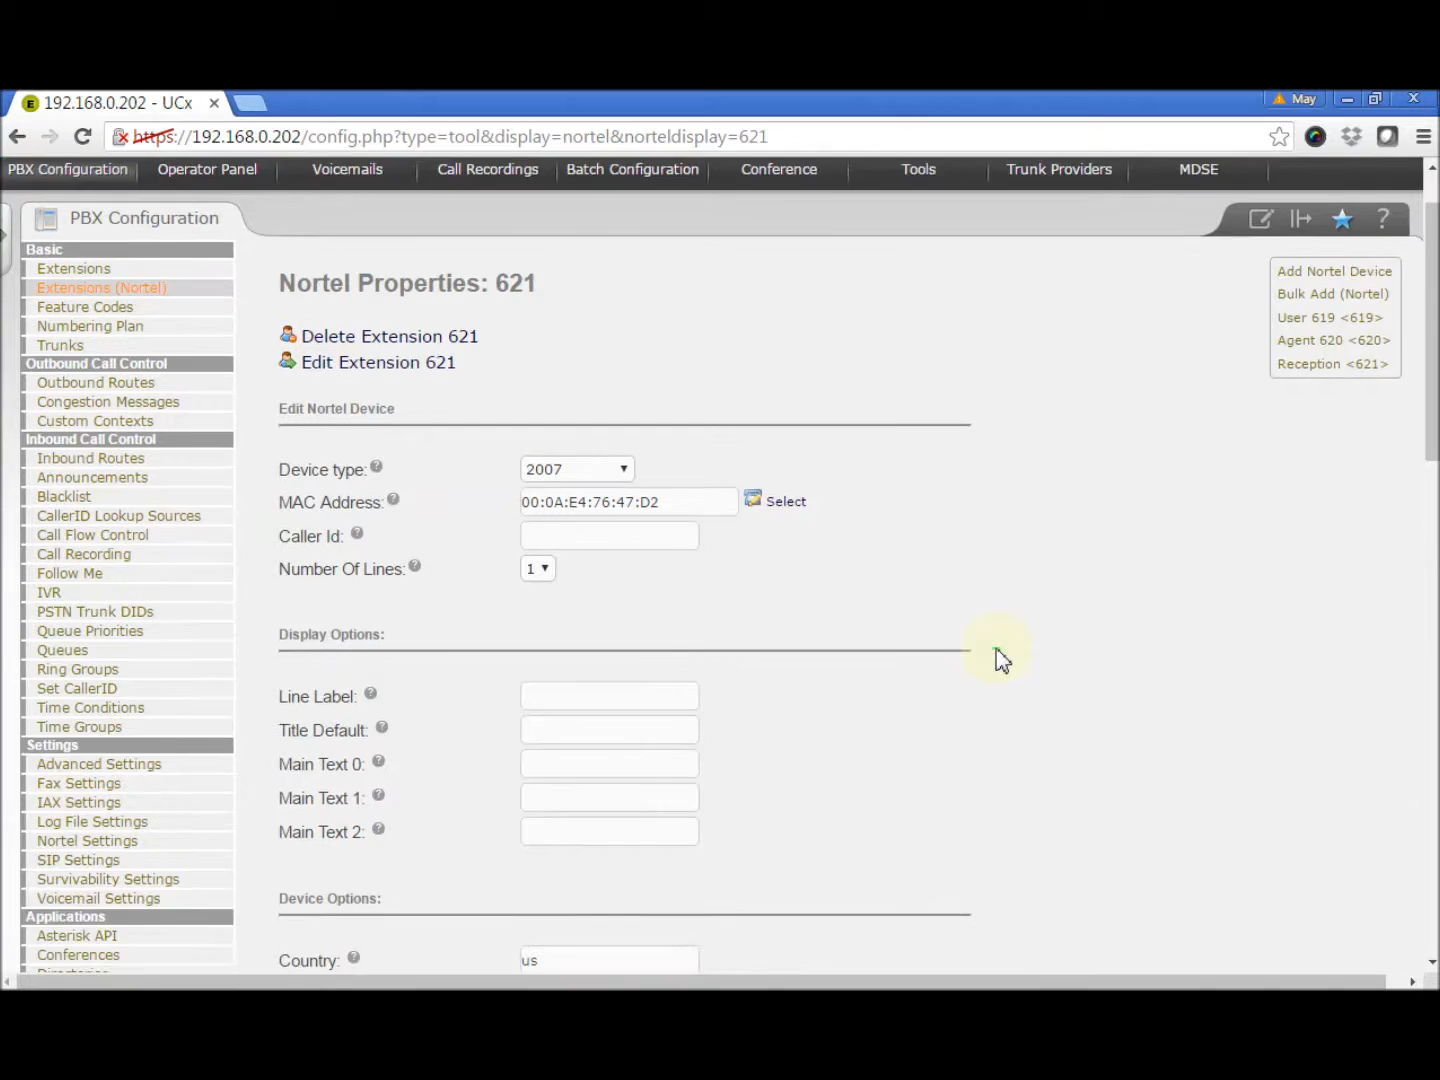 192.168.0.202 - UCx
May
https://192.168.0.202/config.php?type=tool&display=nortel&norteldisplay=621
PBX Configuration
Operator Panel
Voicemails
Call Recordings
Batch Configuration
Conference
Tools
Trunk Providers
MDSE
PBX Configuration
Basic
Extensions
Extensions (Nortel)
Feature Codes
Numbering Plan
Trunks
Outbound Call Control
Outbound Routes
Congestion Messages
Custom Contexts
Inbound Call Control
Inbound Routes
Announcements
Blacklist
CallerID Lookup Sources
Call Flow Control
Call Recording
Follow Me
IVR
PSTN Trunk DIDs
Queue Priorities
Queues
Ring Groups
Set CallerID
Time Conditions
Time Groups
Settings
Advanced Settings
Fax Settings
IAX Settings
Log File Settings
Nortel Settings
SIP Settings
Survivability Settings
Voicemail Settings
Applications
Asterisk API
Conferences
Nortel Properties: 621
Delete Extension 621
Edit Extension 621
Edit Nortel Device
Device type: 2007
MAC Address: 00:0A:E4:76:47:D2 Select
Caller Id:
Number Of Lines: 1
Display Options:
Line Label:
Title Default:
Main Text 0:
Main Text 1:
Main Text 2:
Device Options:
Country: us
Add Nortel Device
Bulk Add (Nortel)
User 619 <619>
Agent 620 <620>
Reception <621>